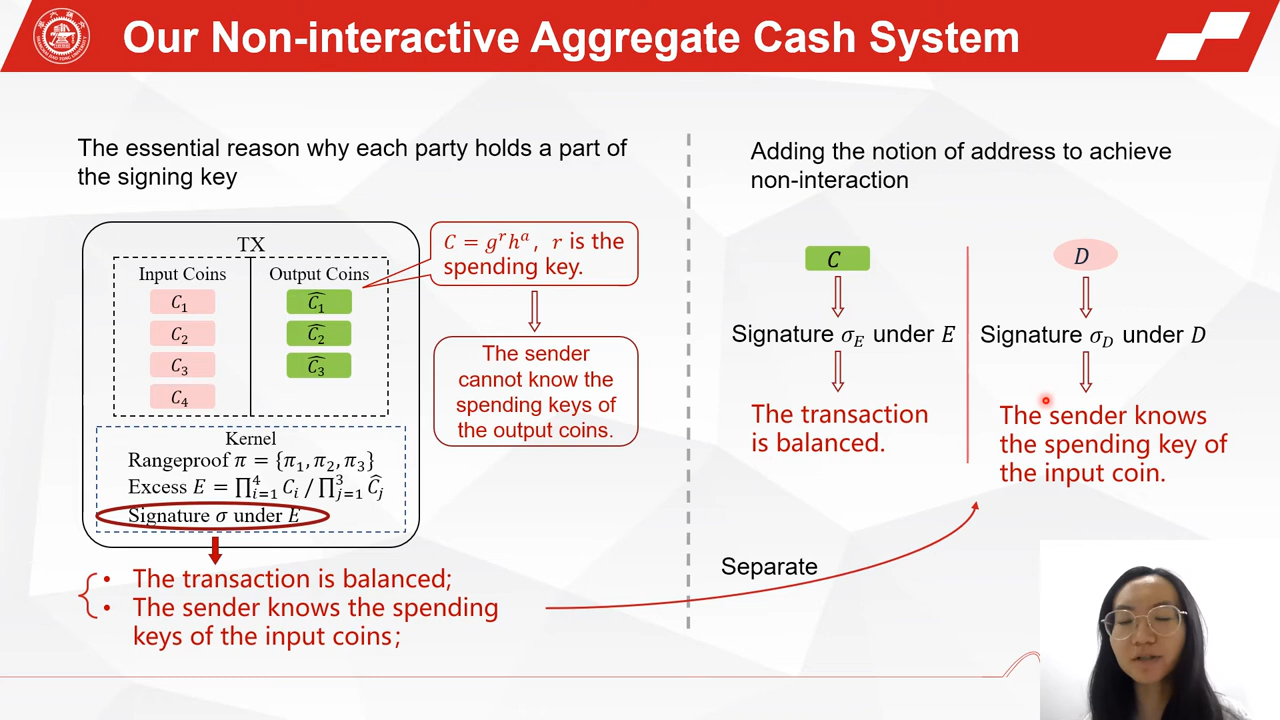 Our Non-interactive Aggregate Cash System
The essential reason why each party holds a part of
the signing key
TX
Input Coins
Output Coins
C₁
C₂
C₃
C₄
Ĉ₁
Ĉ₂
Ĉ₃
Kernel
Rangeproof π = {π₁, π₂, π₃}
Excess E = ∏⁴ᵢ₌₁ Cᵢ / ∏³ⱼ₌₁ Ĉⱼ
Signature σ under E
C = gʳhᵃ, r is the
spending key.
The sender
cannot know the
spending keys of
the output coins.
• The transaction is balanced;
• The sender knows the spending
keys of the input coins;
Adding the notion of address to achieve
non-interaction
C
Signature σ_E under E
The transaction
is balanced.
D
Signature σ_D under D
The sender knows
the spending key of
the input coin.
Separate